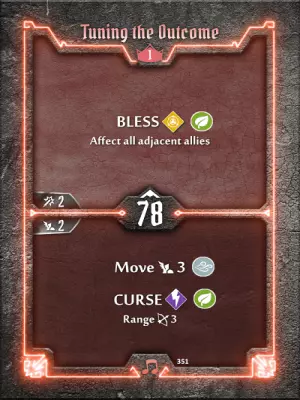 Tuning the Outcome
1
BLESS
Affect all adjacent allies
2
78
2
Move 3
CURSE
Range 3
351